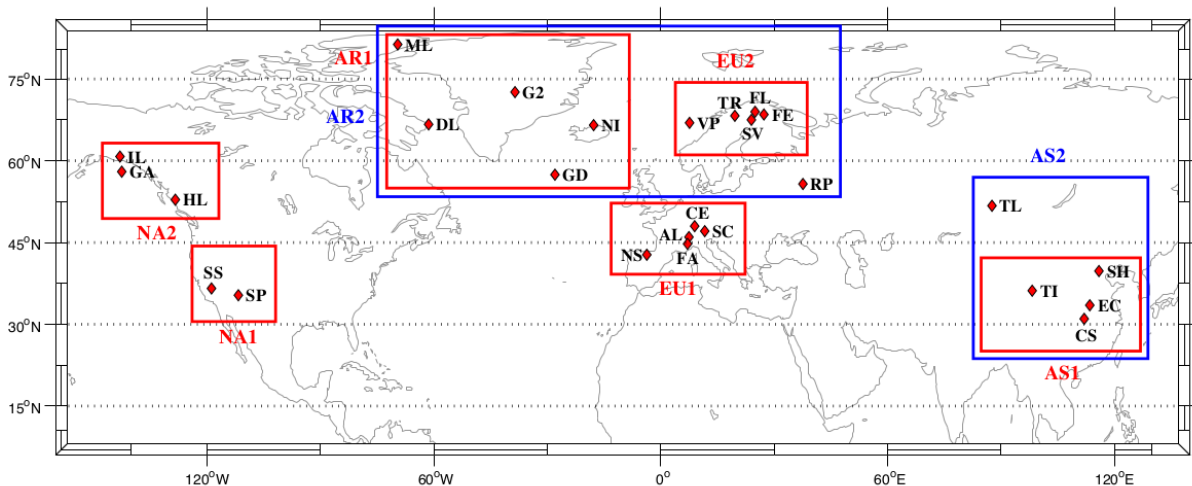 ML
AR1
EU2
75°N
G2
FL
TR
AR2
DL
NI
VP
FE
SV
60°N
IL
AS2
GA
GD
RP
HL
TL
CE
NA2
AL
SC
45°N
NS
FA
SS
SH
EU1
SP
TI
EC
30°N
NA1
CS
AS1
15°N
120°W
60°W
0°
60°E
120°E